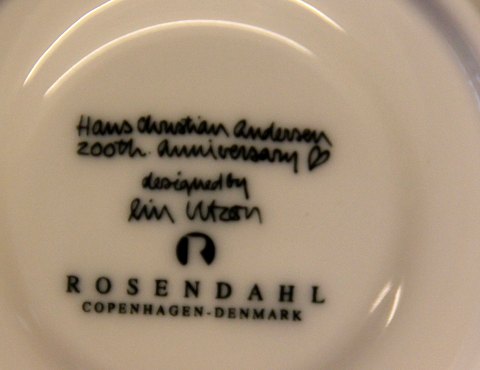 Hans Christian Andersen
200th. anniversary ♡
designed by
lin Utzon
R
ROSENDAHL
COPENHAGEN-DENMARK